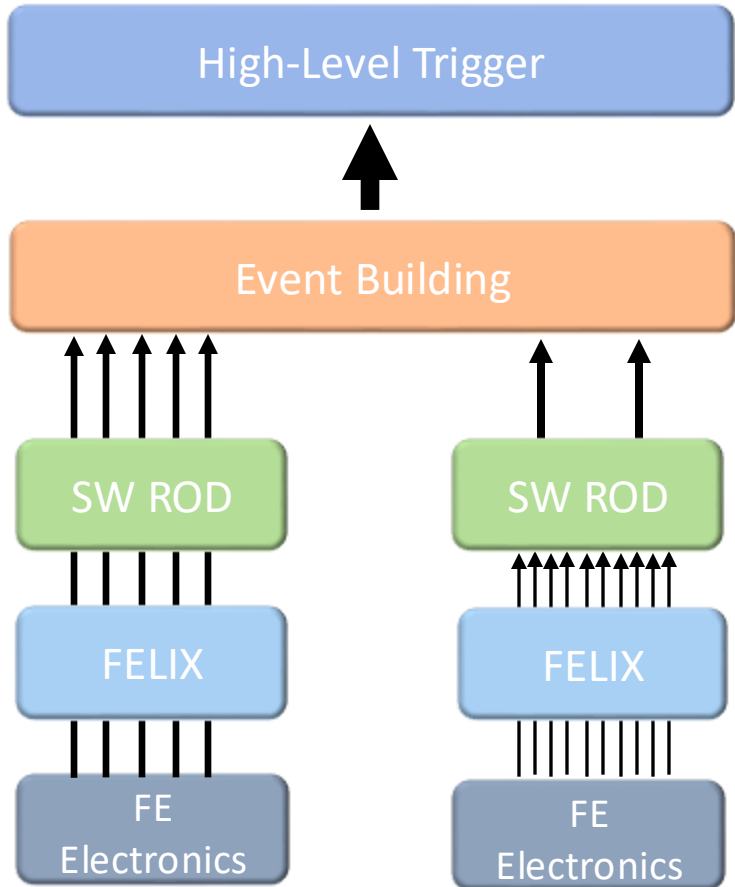 High-Level Trigger
Event Building
SW ROD
SW ROD
FELIX
FELIX
FE
Electronics
FE
Electronics